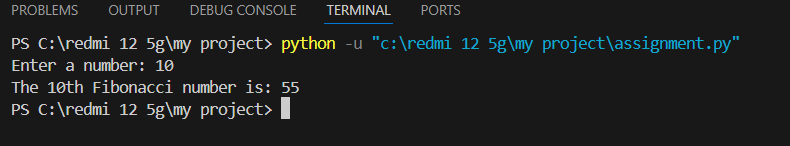 PROBLEMS OUTPUT DEBUG CONSOLE TERMINAL PORTS
PS C:\redmi 12 5g\my project> python -u "c:\redmi 12 5g\my project\assignment.py"
Enter a number: 10
The 10th Fibonacci number is: 55
PS C:\redmi 12 5g\my project>